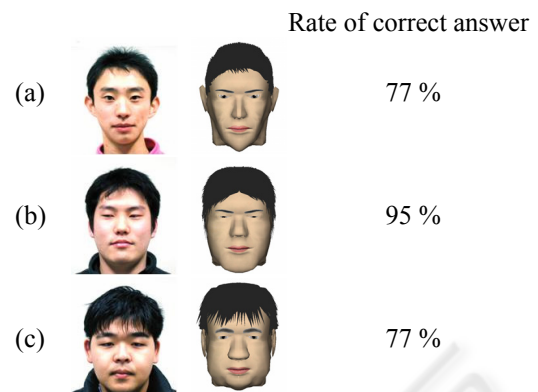 Rate of correct answer
(a) 77 %
(b) 95 %
(c) 77 %